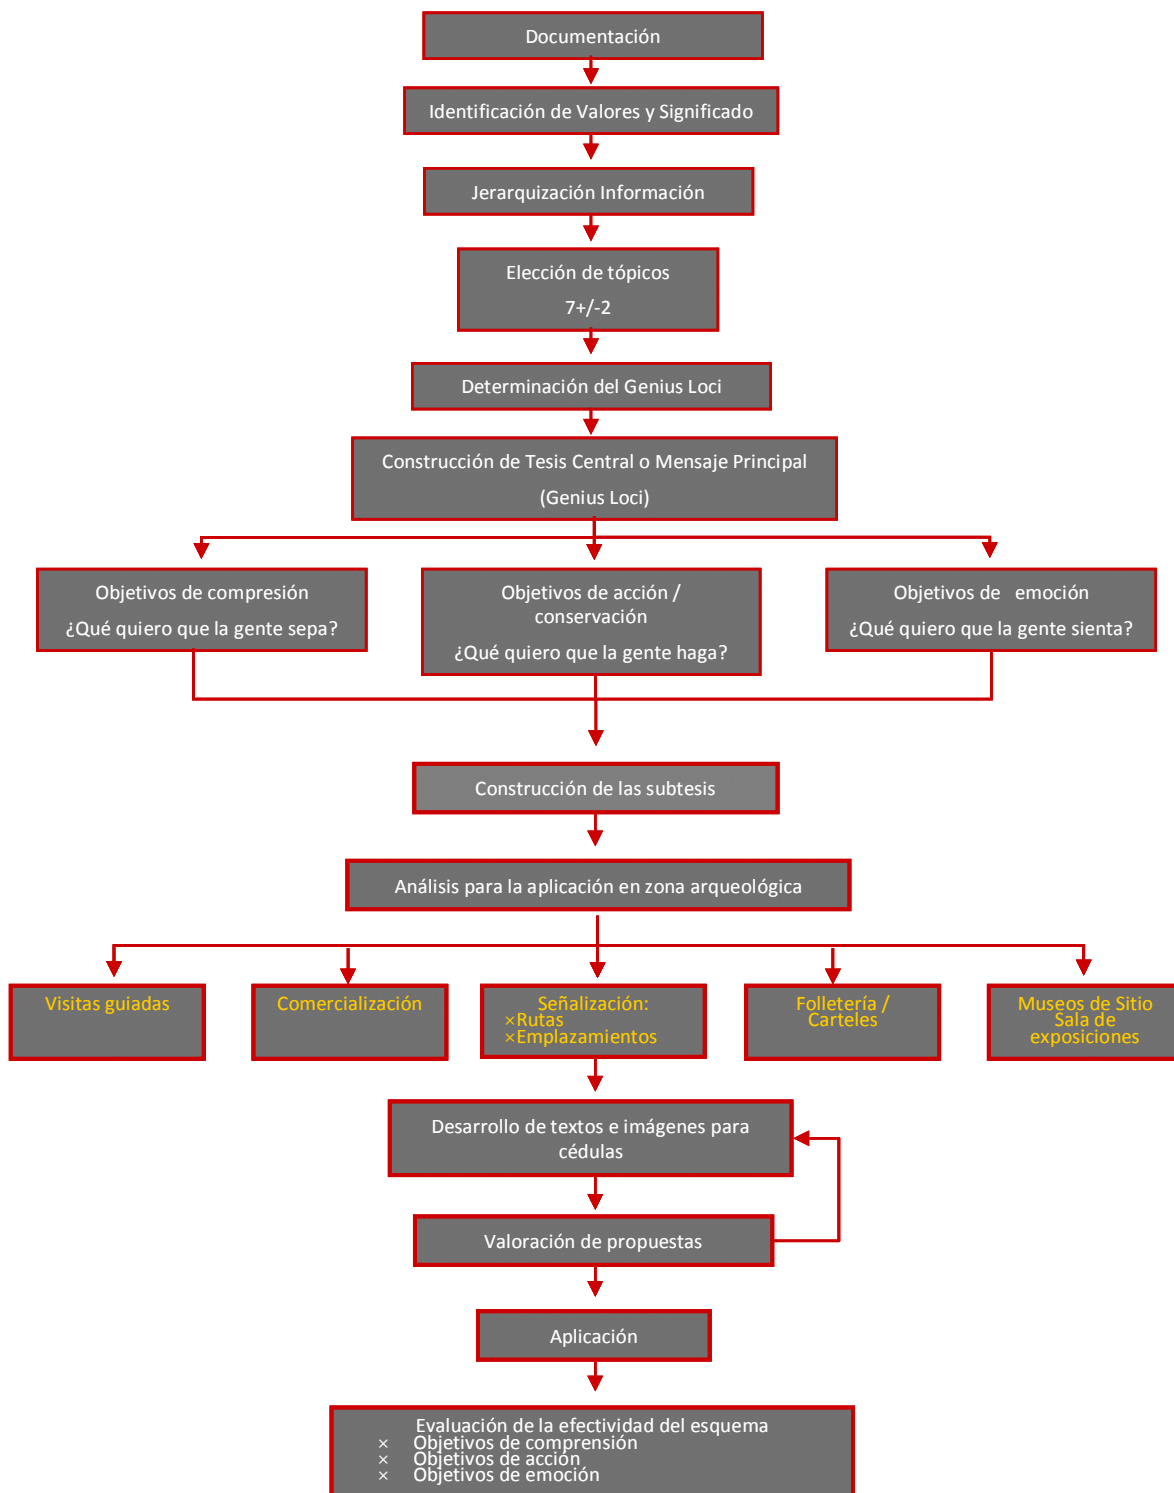 Documentación
Identificación de Valores y Significado
Jerarquización Información
Elección de tópicos
7+/-2
Determinación del Genius Loci
Construcción de Tesis Central o Mensaje Principal
(Genius Loci)
Objetivos de compresión
¿Qué quiero que la gente sepa?
Objetivos de acción /
conservación
¿Qué quiero que la gente haga?
Objetivos de emoción
¿Qué quiero que la gente sienta?
Construcción de las subtesis
Análisis para la aplicación en zona arqueológica
Visitas guiadas
Comercialización
Señalización:
×Rutas
×Emplazamientos
Folletería /
Carteles
Museos de Sitio
Sala de
exposiciones
Desarrollo de textos e imágenes para
cédulas
Valoración de propuestas
Aplicación
Evaluación de la efectividad del esquema
× Objetivos de comprensión
× Objetivos de acción
× Objetivos de emoción